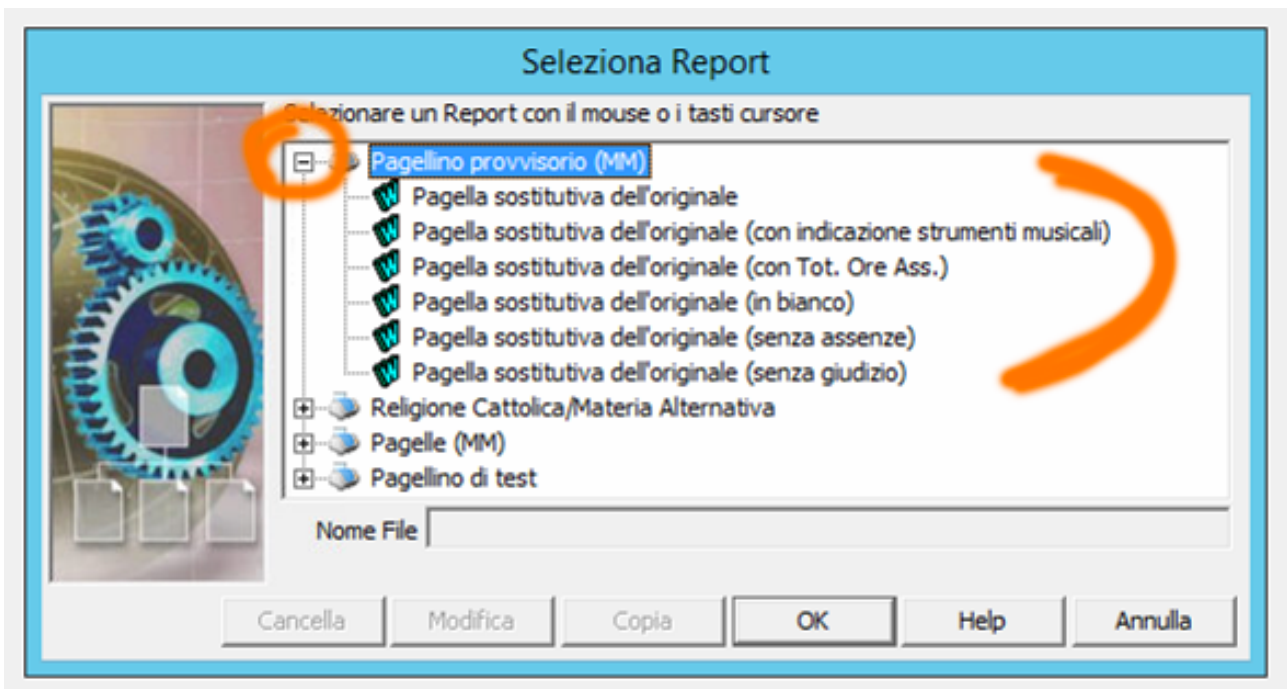 Seleziona Report
Selezionare un Report con il mouse o i tasti cursore
Pagellino provvisorio (MM)
Pagella sostitutiva dell'originale
Pagella sostitutiva dell'originale (con indicazione strumenti musicali)
Pagella sostitutiva dell'originale (con Tot. Ore Ass.)
Pagella sostitutiva dell'originale (in bianco)
Pagella sostitutiva dell'originale (senza assenze)
Pagella sostitutiva dell'originale (senza giudizio)
Religione Cattolica/Materia Alternativa
Pagelle (MM)
Pagellino di test
Nome File
Cancella Modifica Copia OK Help Annulla